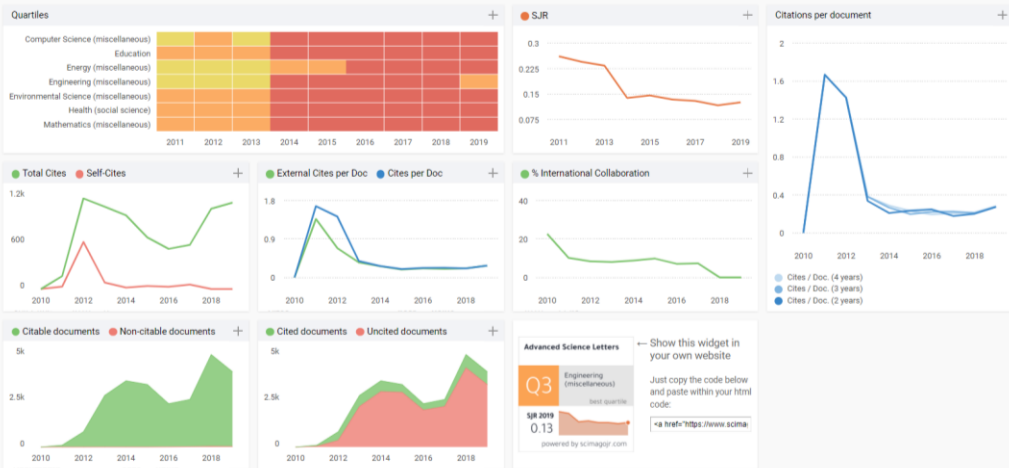 Quartiles
Computer Science (miscellaneous)
Education
Energy (miscellaneous)
Engineering (miscellaneous)
Environmental Science (miscellaneous)
Health (social science)
Mathematics (miscellaneous)
2011 2012 2013 2014 2015 2016 2017 2018 2019
SJR
0.3
0.225
0.15
0.075
2011 2013 2015 2017 2019
Citations per document
2
1.6
1.2
0.8
0.4
0
2010 2012 2014 2016 2018
Cites / Doc. (4 years)
Cites / Doc. (3 years)
Cites / Doc. (2 years)
Total Cites Self-Cites
1.2k
600
0
2010 2012 2014 2016 2018
External Cites per Doc Cites per Doc
1.8
0.9
0
2010 2012 2014 2016 2018
% International Collaboration
40
20
0
2010 2012 2014 2016 2018
Citable documents Non-citable documents
5k
2.5k
0
2010 2012 2014 2016 2018
Cited documents Uncited documents
5k
2.5k
0
2010 2012 2014 2016 2018
Advanced Science Letters
Q3
Engineering
(miscellaneous)
best quartile
SJR 2019
0.13
powered by scimagojr.com
← Show this widget in
your own website
Just copy the code below
and paste within your html
code:
<a href="https://www.scima